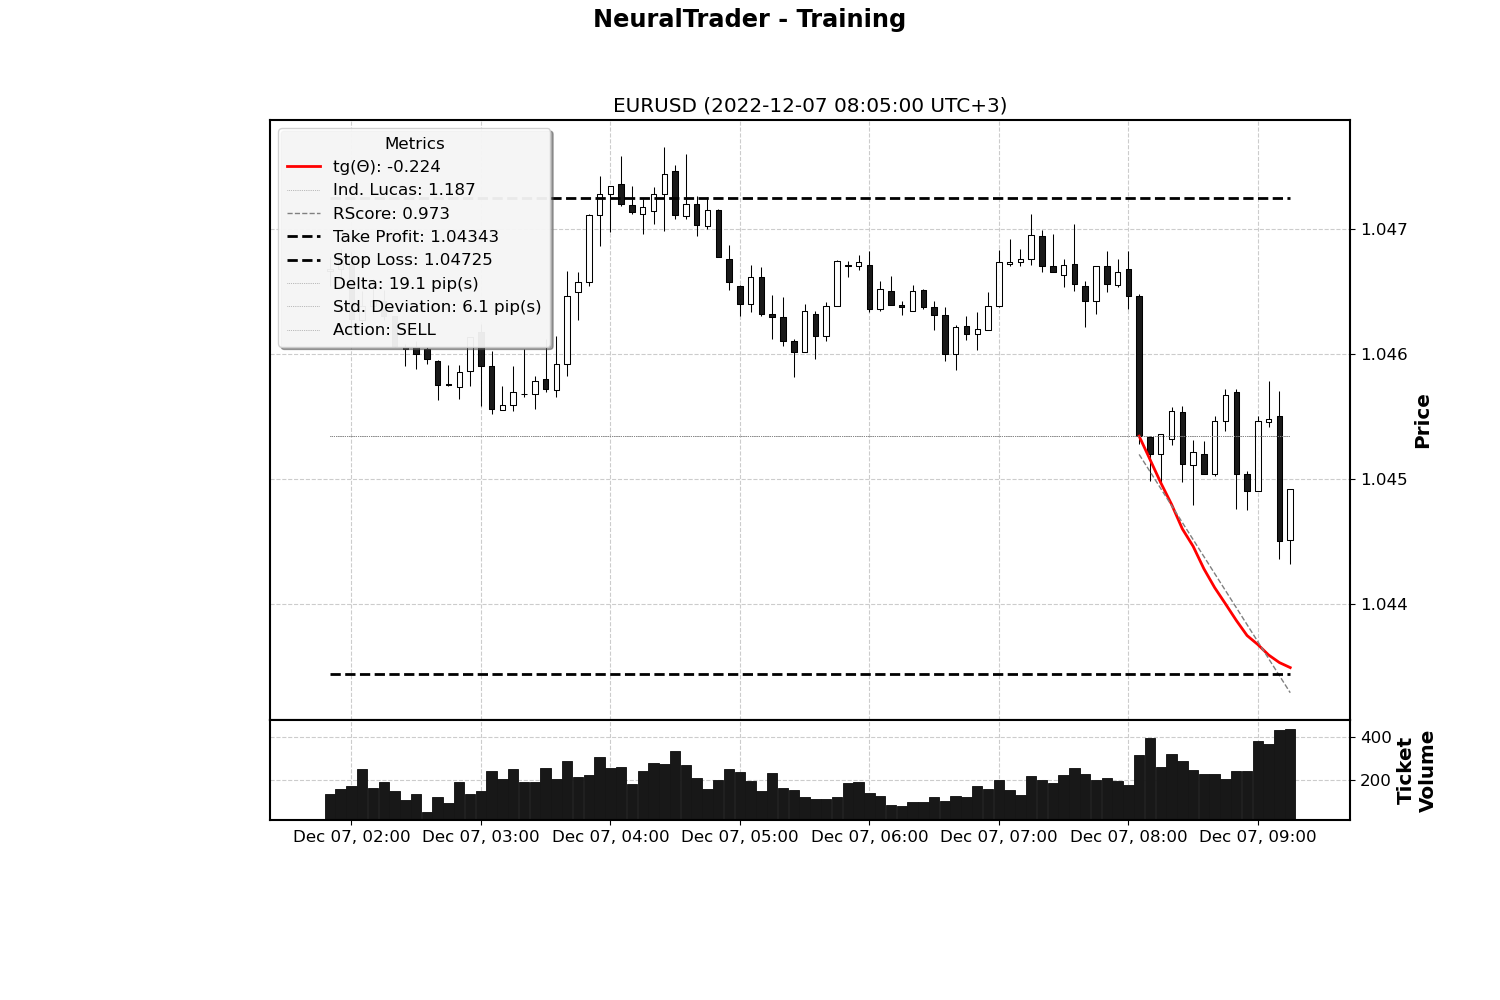 NeuralTrader - Training
EURUSD (2022-12-07 08:05:00 UTC+3)
Metrics
tg(Θ): -0.224
Ind. Lucas: 1.187
RScore: 0.973
Take Profit: 1.04343
Stop Loss: 1.04725
Delta: 19.1 pip(s)
Std. Deviation: 6.1 pip(s)
Action: SELL
1.047
1.046
1.045
1.044
Price
400
200
Ticket
Volume
Dec 07, 02:00
Dec 07, 03:00
Dec 07, 04:00
Dec 07, 05:00
Dec 07, 06:00
Dec 07, 07:00
Dec 07, 08:00
Dec 07, 09:00